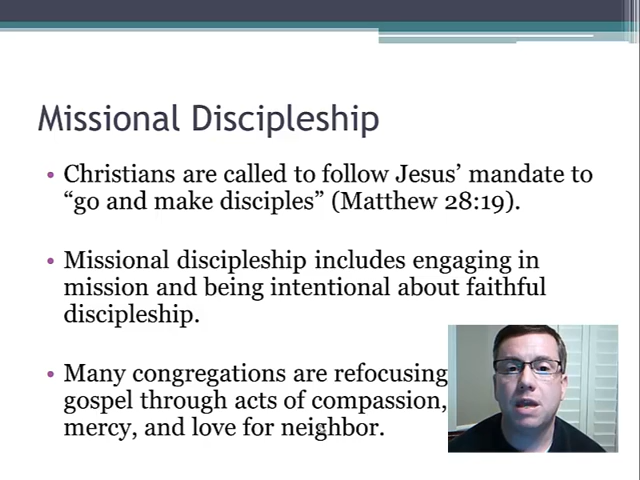 Missional Discipleship
• Christians are called to follow Jesus’ mandate to
“go and make disciples” (Matthew 28:19).
• Missional discipleship includes engaging in
mission and being intentional about faithful
discipleship.
• Many congregations are refocusing
gospel through acts of compassion,
mercy, and love for neighbor.